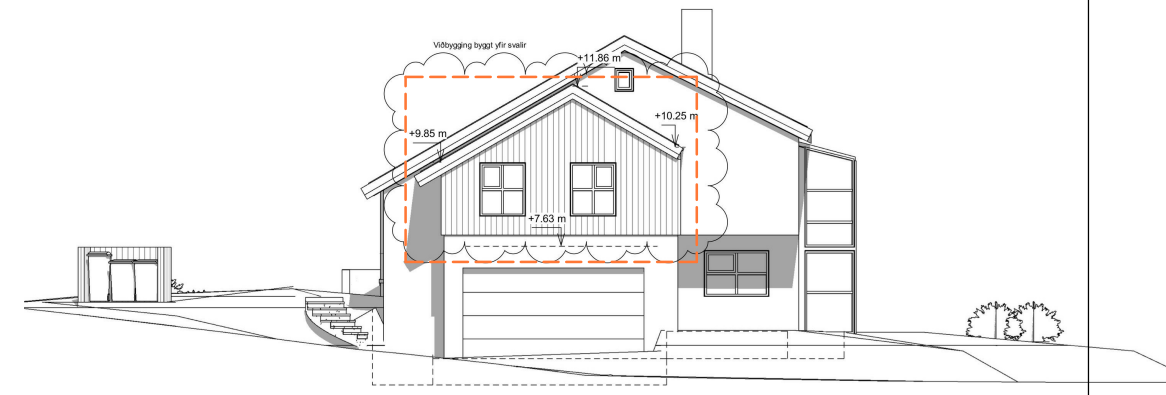 Viðbygging byggt yfir svalir
+11.86 m
+10.25 m
+9.85 m
+7.63 m